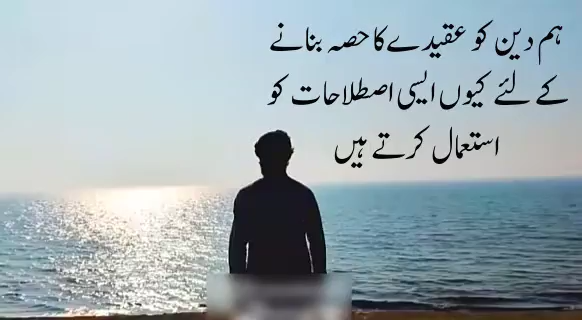 ہم دین کو عقیدے کا حصہ بنانے
کے لئے کیوں ایسی اصطلاحات کو
استعمال کرتے ہیں